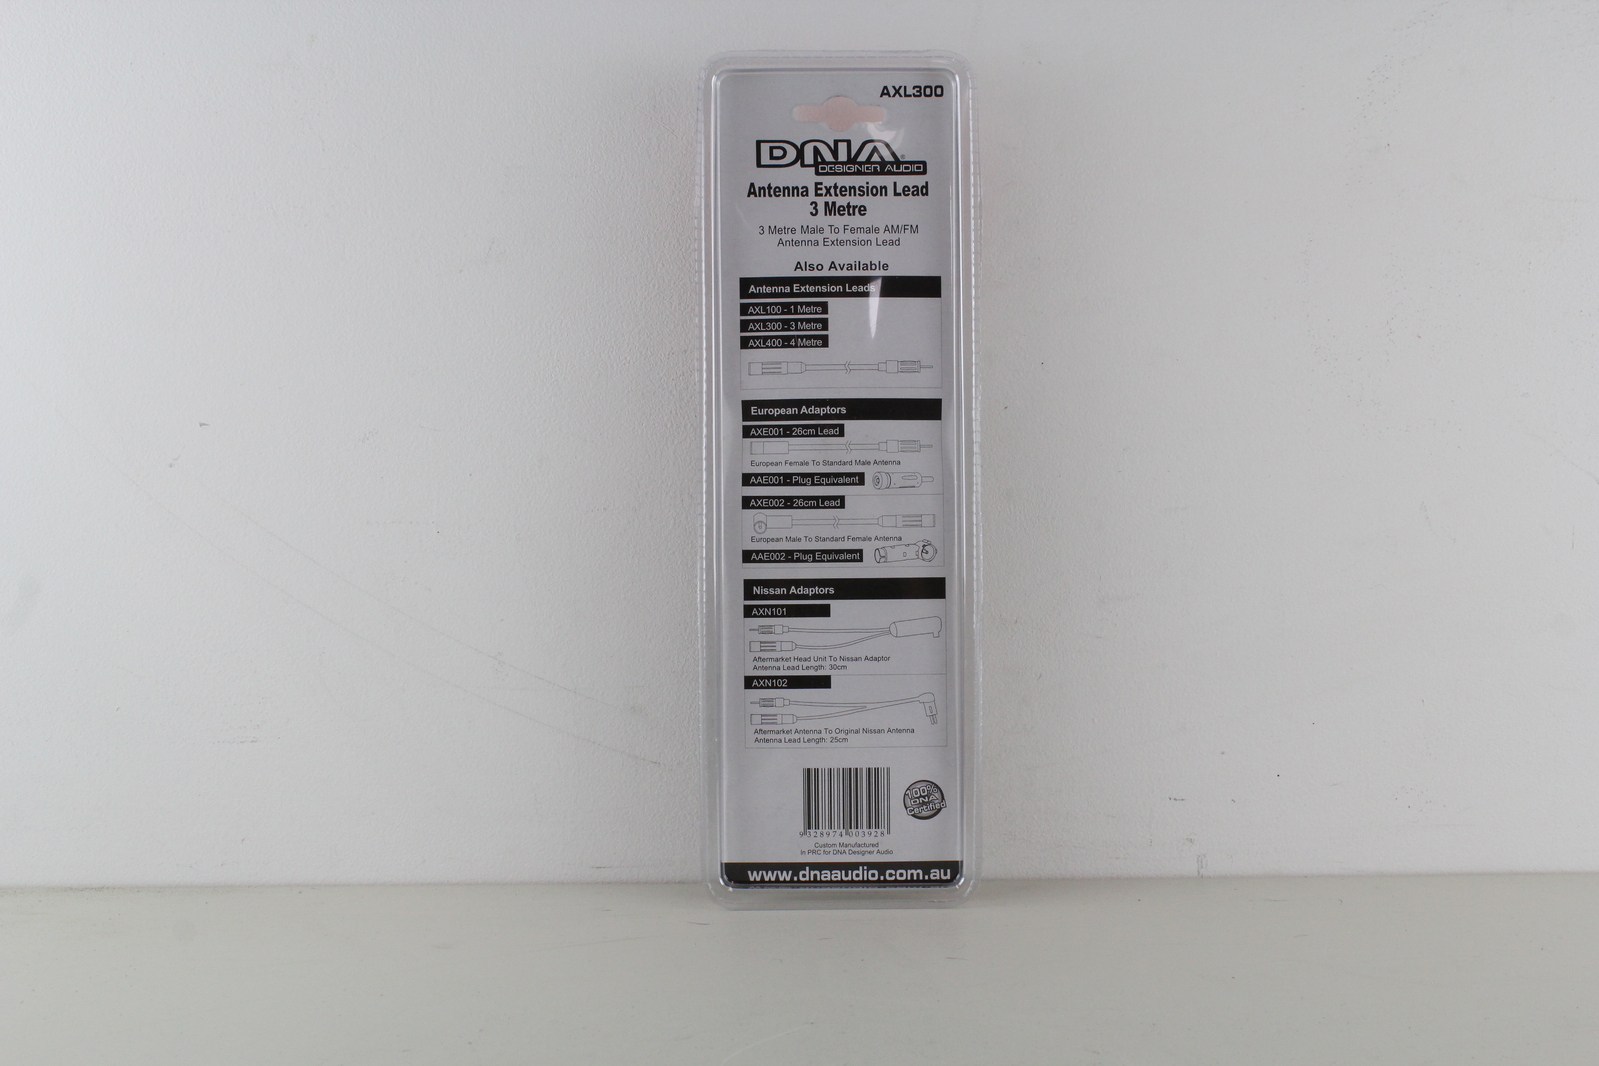 AXL300
DNA®
DESIGNER AUDIO
Antenna Extension Lead
3 Metre
3 Metre Male To Female AM/FM
Antenna Extension Lead
Also Available
Antenna Extension Leads
AXL100 - 1 Metre
AXL300 - 3 Metre
AXL400 - 4 Metre
European Adaptors
AXE001 - 26cm Lead
European Female To Standard Male Antenna
AAE001 - Plug Equivalent
AXE002 - 26cm Lead
European Male To Standard Female Antenna
AAE002 - Plug Equivalent
Nissan Adaptors
AXN101
Aftermarket Head Unit To Nissan Adaptor
Antenna Lead Length: 30cm
AXN102
Aftermarket Antenna To Original Nissan Antenna
Antenna Lead Length: 25cm
100%
DNA
Certified
9 328974 003928
Custom Manufactured
In PRC for DNA Designer Audio
www.dnaaudio.com.au